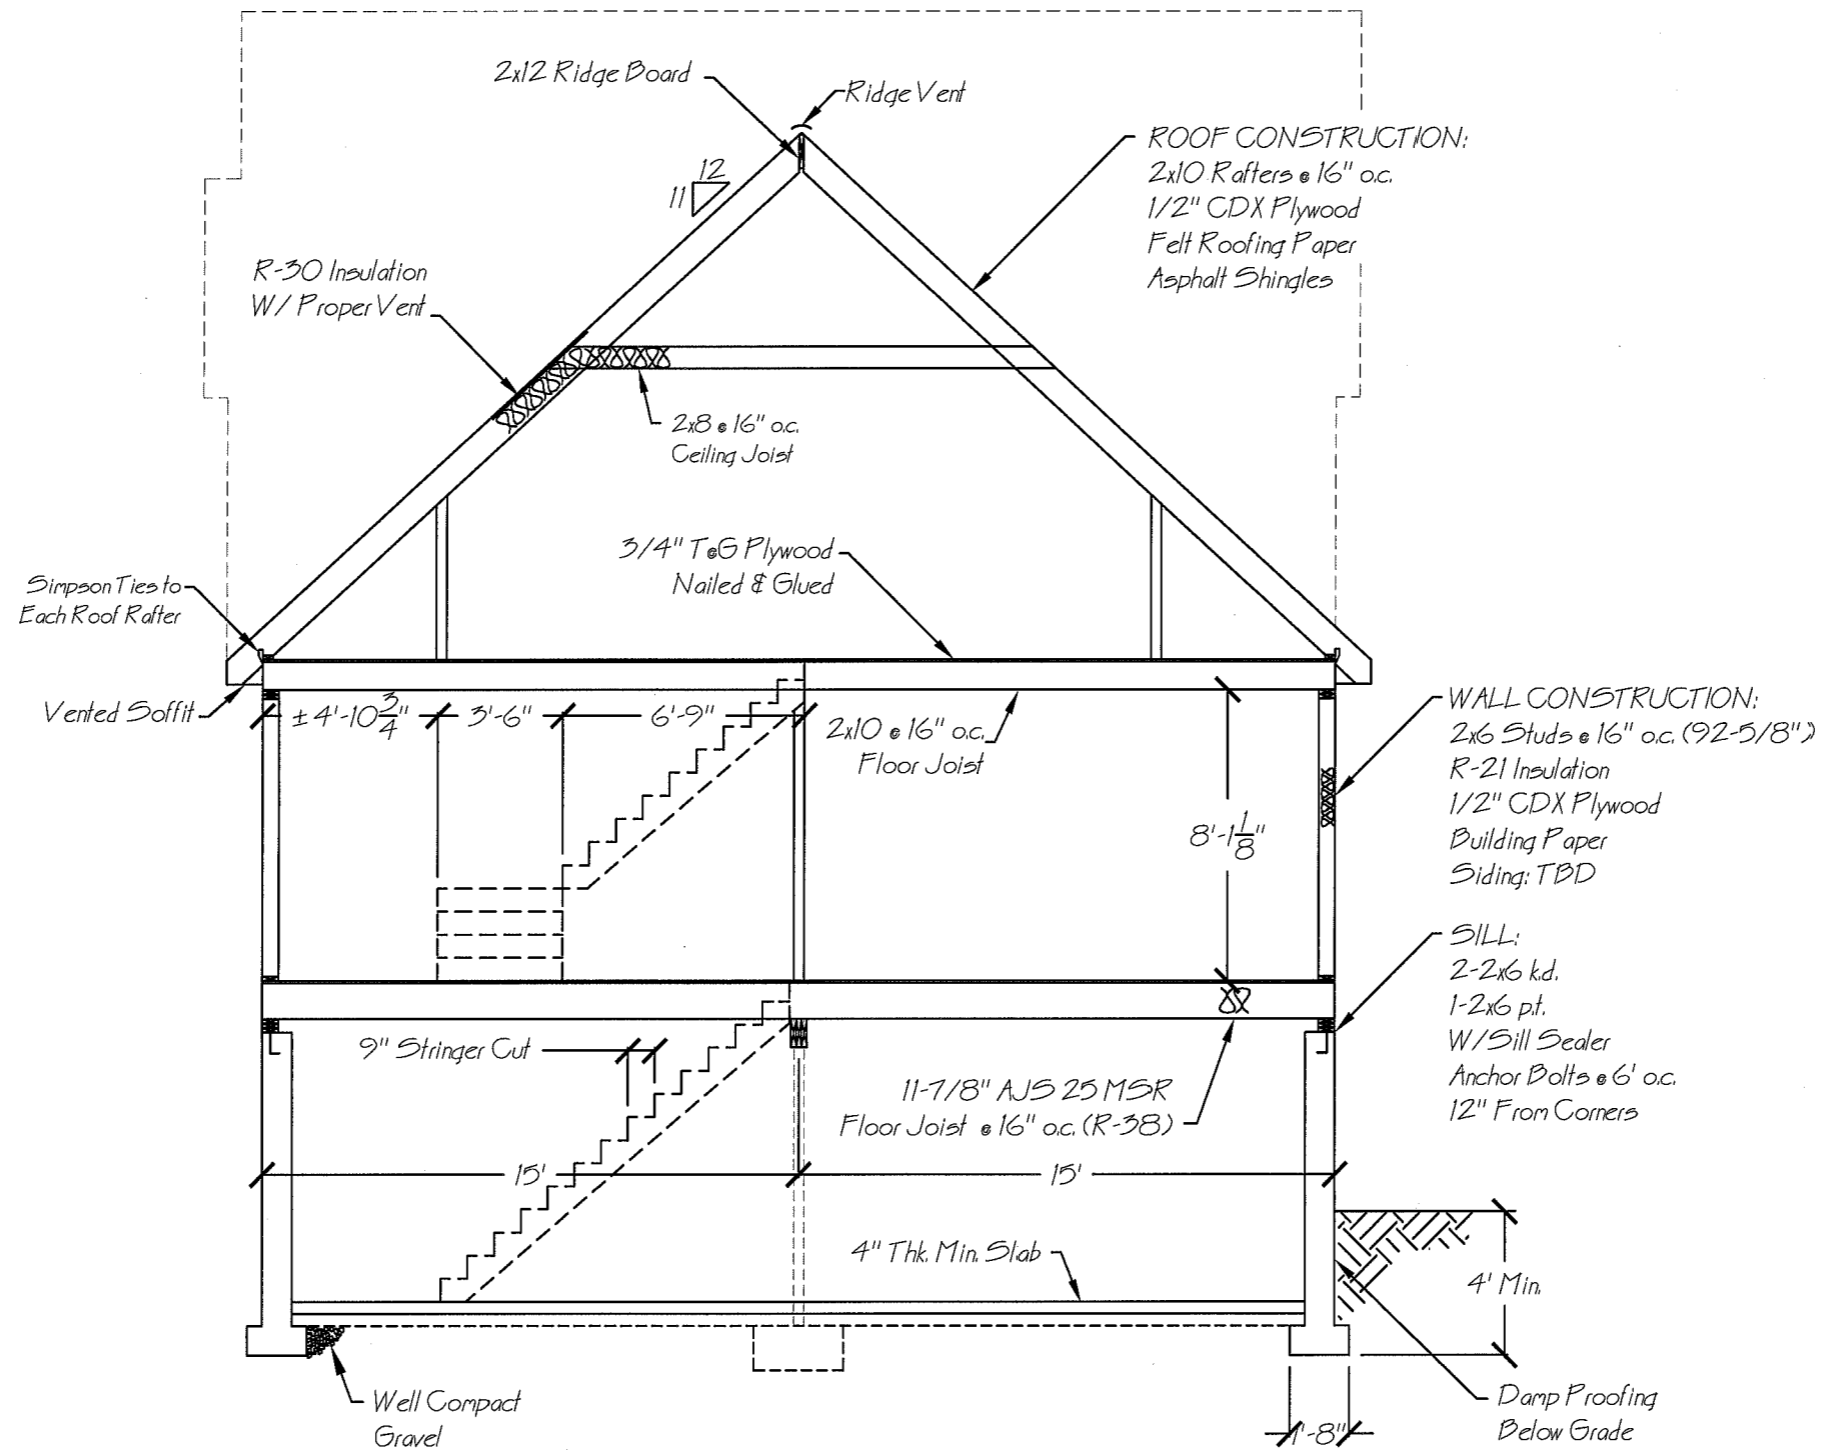 2x12 Ridge Board
Ridge Vent
ROOF CONSTRUCTION:
2x10 Rafters @ 16" o.c.
1/2" CDX Plywood
Felt Roofing Paper
Asphalt Shingles
12
11
R-30 Insulation
W/ Proper Vent
2x8 @ 16" o.c.
Ceiling Joist
3/4" T&G Plywood
Nailed & Glued
Simpson Ties to
Each Roof Rafter
Vented Soffit
± 4'-10 3/4"
3'-6"
6'-9"
2x10 @ 16" o.c.
Floor Joist
8'-1 1/8"
WALL CONSTRUCTION:
2x6 Studs @ 16" o.c. (92-5/8")
R-21 Insulation
1/2" CDX Plywood
Building Paper
Siding: TBD
SILL:
2-2x6 k.d.
1-2x6 p.t.
W/Sill Sealer
Anchor Bolts @ 6' o.c.
12" From Corners
9" Stringer Cut
11-7/8" AJS 25 MSR
Floor Joist @ 16" o.c. (R-38)
15'
15'
4" Thk. Min. Slab
4' Min.
Well Compact
Gravel
1'-8"
Damp Proofing
Below Grade